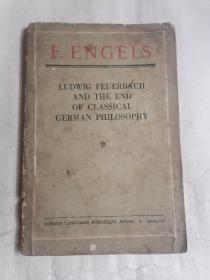 F. ENGELS
LUDWIG FEUERBACH
AND THE END
OF CLASSICAL
GERMAN PHILOSOPHY
*
FOREIGN LANGUAGES PUBLISHING HOUSE • MOSCOW